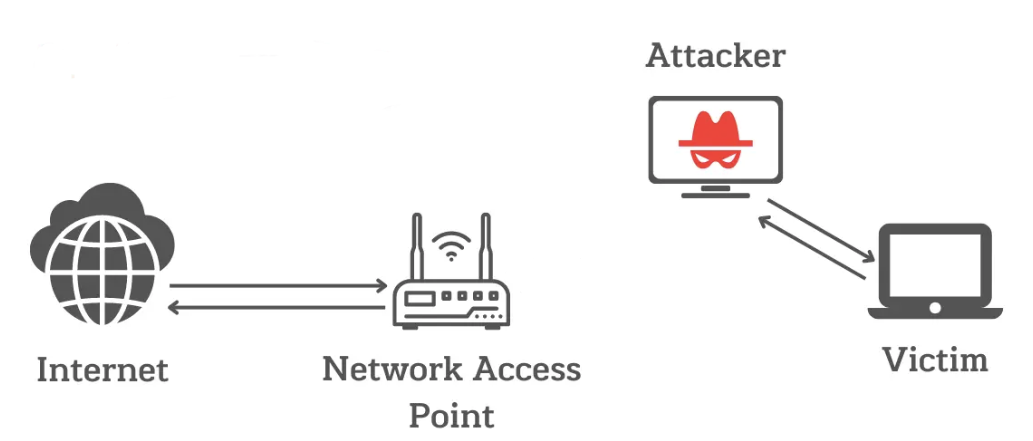 Attacker
Internet
Network Access
Point
Victim